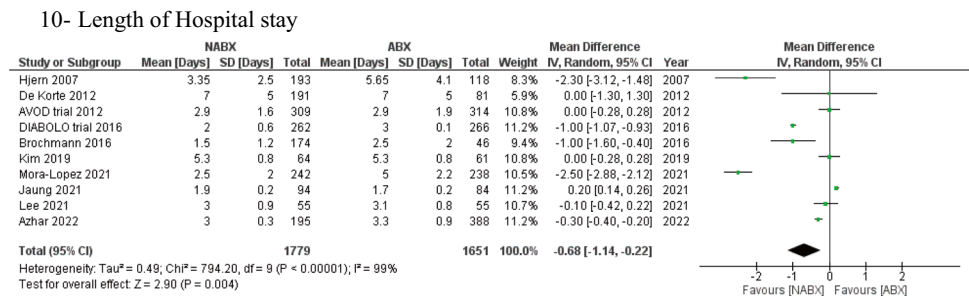 10- Length of Hospital stay
NABX ABX Mean Difference Mean Difference
Study or Subgroup Mean [Days] SD [Days] Total Mean [Days] SD [Days] Total Weight IV, Random, 95% CI Year IV, Random, 95% CI
Hjern 2007 3.35 2.5 193 5.65 4.1 118 8.3% -2.30 [-3.12, -1.48] 2007
De Korte 2012 7 5 191 7 5 81 5.9% 0.00 [-1.30, 1.30] 2012
AVOD trial 2012 2.9 1.6 309 2.9 1.9 314 11.0% 0.00 [-0.28, 0.28] 2012
DIABOLO trial 2016 2 0.6 262 3 0.1 266 11.2% -1.00 [-1.07, -0.93] 2016
Brochmann 2016 1.5 1.2 174 2.5 2 46 9.6% -1.00 [-1.60, -0.40] 2016
Kim 2019 5.3 0.8 64 5.3 0.8 61 11.0% 0.00 [-0.28, 0.28] 2019
Mora-Lopez 2021 2.5 2 242 5 2.2 238 10.5% -2.50 [-2.88, -2.12] 2021
Jaung 2021 1.9 0.2 94 1.7 0.2 84 11.2% 0.20 [0.14, 0.26] 2021
Lee 2021 3 0.9 55 3.1 0.8 55 10.8% -0.10 [-0.42, 0.22] 2021
Azhar 2022 3 0.3 195 3.3 0.9 388 11.2% -0.30 [-0.40, -0.20] 2022
Total (95% CI) 1779 1651 100.0% -0.68 [-1.14, -0.22]
Heterogeneity: Tau² = 0.49; Chi² = 794.20, df = 9 (P < 0.00001); I² = 99%
Test for overall effect: Z = 2.90 (P = 0.004)
-2 -1 0 1 2
Favours [NABX] Favours [ABX]